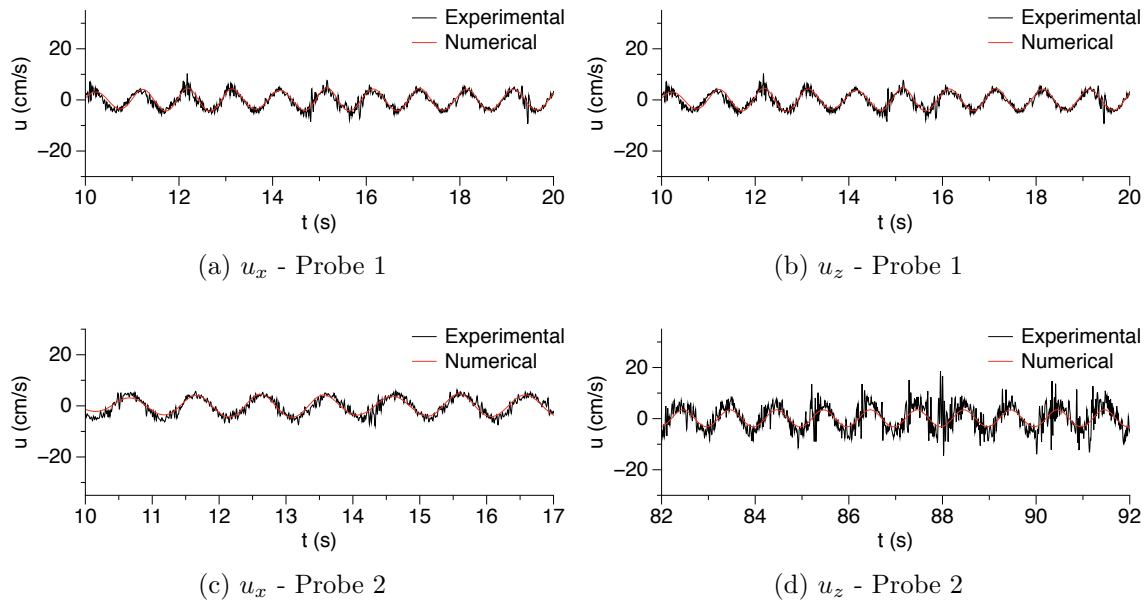 Experimental
Numerical
20
0
−20
u (cm/s)
10 12 14 16 18 20
t (s)
(a) u_x - Probe 1
Experimental
Numerical
20
0
−20
u (cm/s)
10 12 14 16 18 20
t (s)
(b) u_z - Probe 1
Experimental
Numerical
20
0
−20
u (cm/s)
10 11 12 13 14 15 16 17
t (s)
(c) u_x - Probe 2
Experimental
Numerical
20
0
−20
u (cm/s)
82 84 86 88 90 92
t (s)
(d) u_z - Probe 2